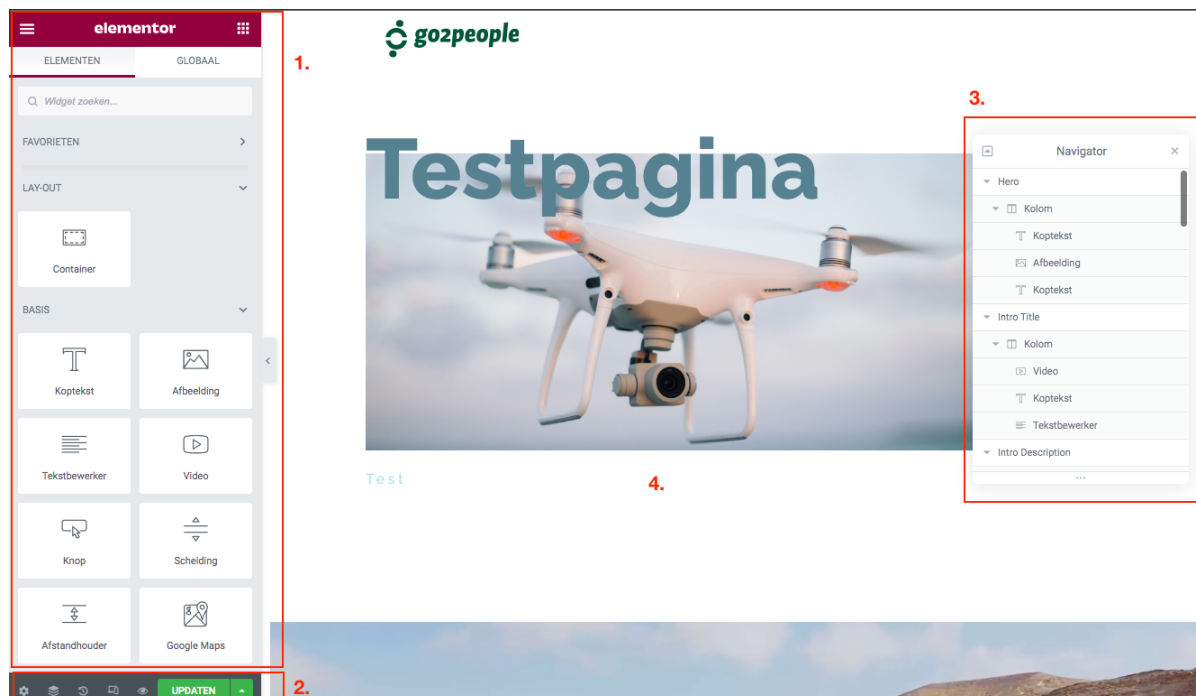 elementor
ELEMENTEN
GLOBAAL
Widget zoeken...
FAVORIETEN
LAY-OUT
Container
BASIS
Koptekst
Afbeelding
Tekstbewerker
Video
Knop
Scheiding
Afstandhouder
Google Maps
1.
UPDATEN
2.
go2people
Testpagina
Test
4.
3.
Navigator
Hero
Kolom
Koptekst
Afbeelding
Koptekst
Intro Title
Kolom
Video
Koptekst
Tekstbewerker
Intro Description